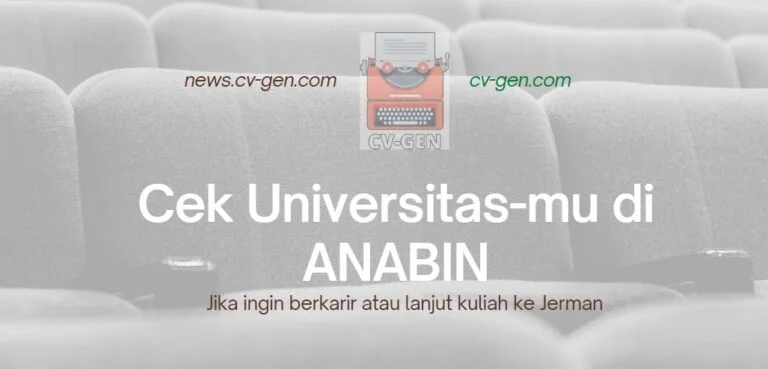 news.cv-gen.com
cv-gen.com
CV-GEN
Cek Universitas-mu di
ANABIN
Jika ingin berkarir atau lanjut kuliah ke Jerman